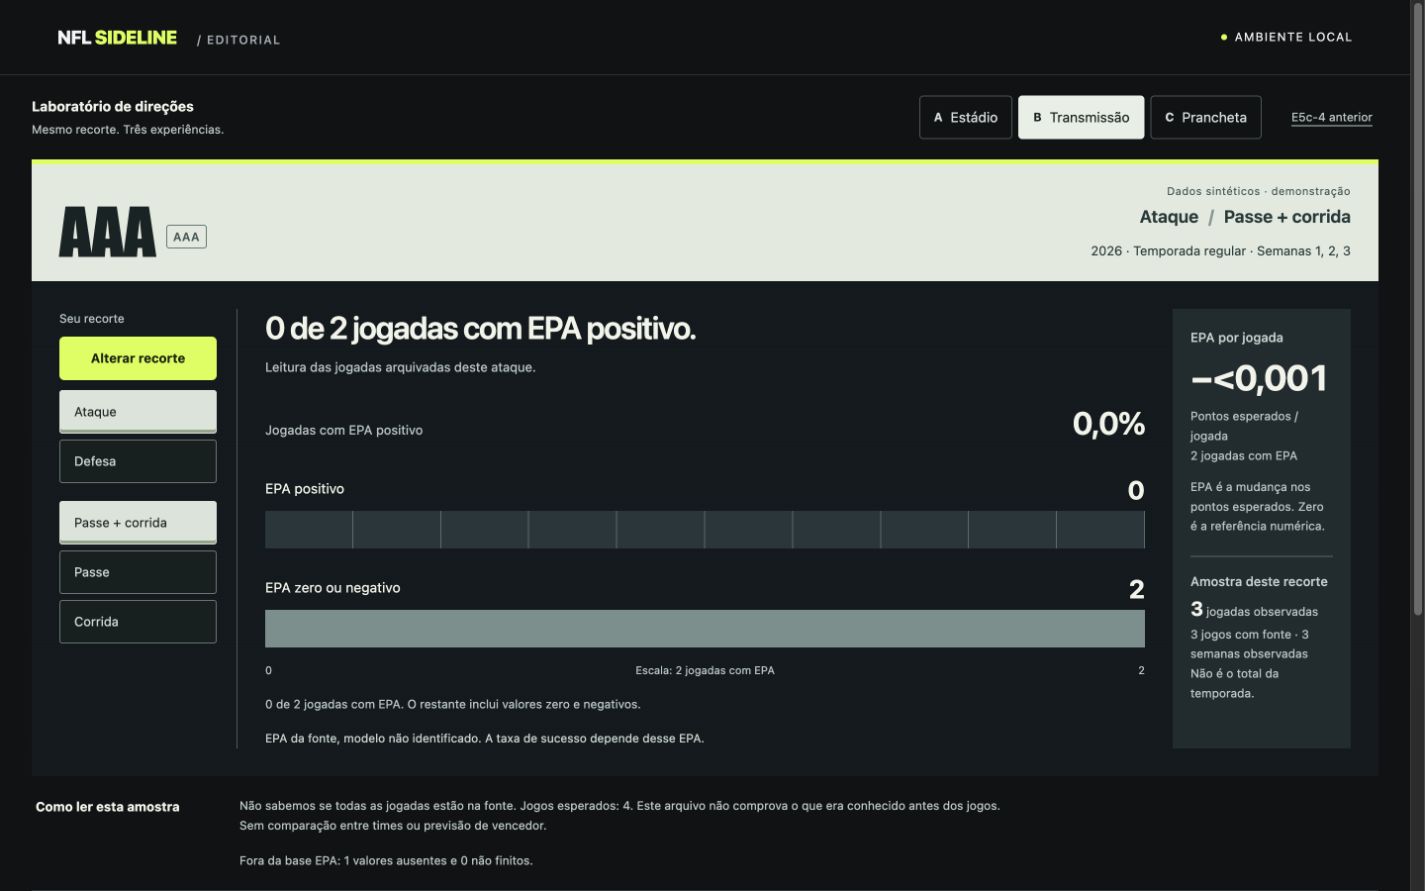 NFL SIDELINE / EDITORIAL
AMBIENTE LOCAL
Laboratório de direções
Mesmo recorte. Três experiências.
A Estádio
B Transmissão
C Prancheta
E5c-4 anterior
AAA
AAA
Dados sintéticos · demonstração
Ataque / Passe + corrida
2026 · Temporada regular · Semanas 1, 2, 3
Seu recorte
Alterar recorte
Ataque
Defesa
Passe + corrida
Passe
Corrida
0 de 2 jogadas com EPA positivo.
Leitura das jogadas arquivadas deste ataque.
Jogadas com EPA positivo
0,0%
EPA positivo
0
EPA zero ou negativo
2
0
Escala: 2 jogadas com EPA
2
0 de 2 jogadas com EPA. O restante inclui valores zero e negativos.
EPA da fonte, modelo não identificado. A taxa de sucesso depende desse EPA.
EPA por jogada
−<0,001
Pontos esperados /
jogada
2 jogadas com EPA
EPA é a mudança nos
pontos esperados. Zero
é a referência numérica.
Amostra deste recorte
3 jogadas observadas
3 jogos com fonte · 3
semanas observadas
Não é o total da
temporada.
Como ler esta amostra
Não sabemos se todas as jogadas estão na fonte. Jogos esperados: 4. Este arquivo não comprova o que era conhecido antes dos jogos.
Sem comparação entre times ou previsão de vencedor.
Fora da base EPA: 1 valores ausentes e 0 não finitos.